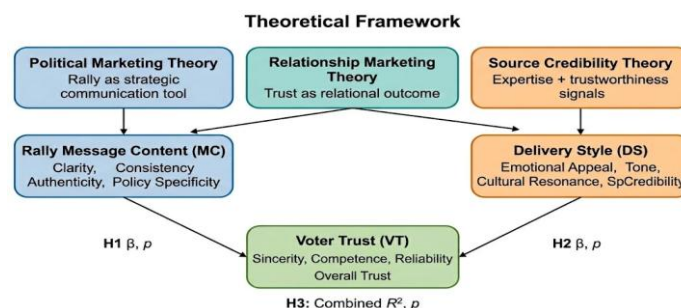 Theoretical Framework
Political Marketing Theory
Rally as strategic
communication tool
Relationship Marketing
Theory
Trust as relational outcome
Source Credibility Theory
Expertise + trustworthiness
signals
Rally Message Content (MC)
Clarity, Consistency
Authenticity, Policy Specificity
Delivery Style (DS)
Emotional Appeal, Tone,
Cultural Resonance, SpCredibility
H1 β, p
Voter Trust (VT)
Sincerity, Competence, Reliability
Overall Trust
H2 β, p
H3: Combined R², p